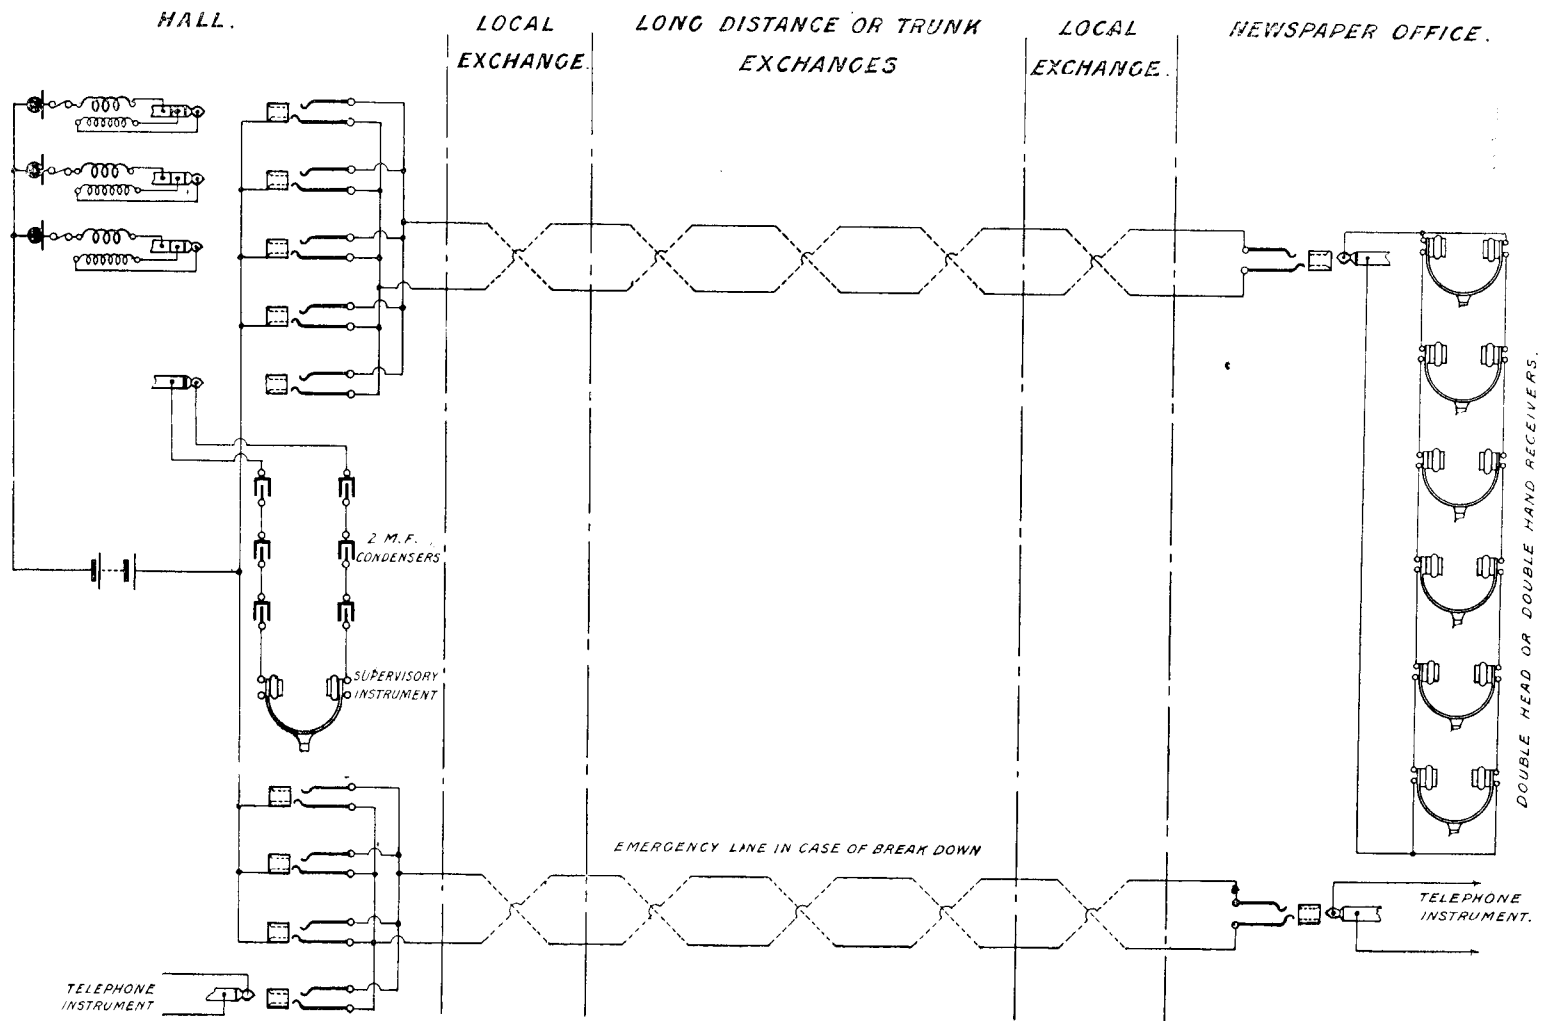 HALL.
LOCAL
EXCHANGE.
LONG DISTANCE OR TRUNK
EXCHANGES
LOCAL
EXCHANGE.
NEWSPAPER OFFICE.
2 M.F.
CONDENSERS
SUPERVISORY
INSTRUMENT
DOUBLE HEAD OR DOUBLE HAND RECEIVERS.
EMERGENCY LINE IN CASE OF BREAK DOWN
TELEPHONE
INSTRUMENT.
TELEPHONE
INSTRUMENT